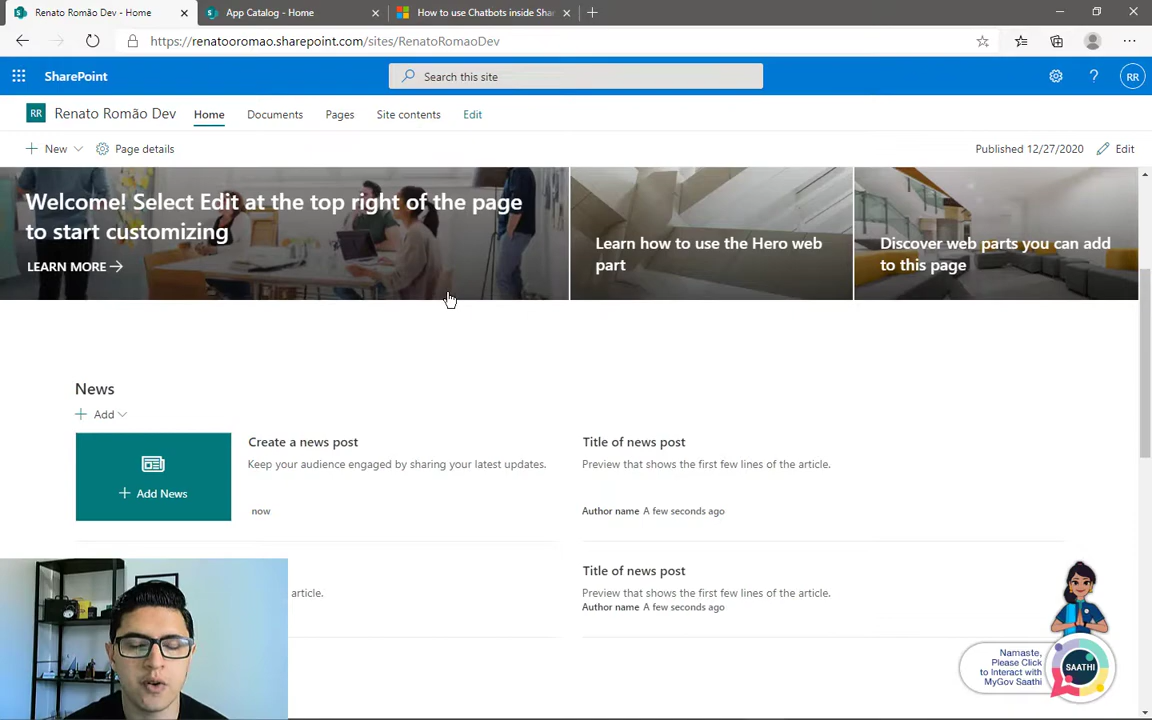 Renato Romão Dev - Home
App Catalog - Home
How to use Chatbots inside Sha
https://renatooromao.sharepoint.com/sites/RenatoRomaoDev
SharePoint
Search this site
RR
RR
Renato Romão Dev
Home
Documents
Pages
Site contents
Edit
New
Page details
Published 12/27/2020
Edit
Welcome! Select Edit at the top right of the page
to start customizing
LEARN MORE
Learn how to use the Hero web
part
Discover web parts you can add
to this page
News
Add
Add News
Create a news post
Keep your audience engaged by sharing your latest updates.
now
Title of news post
Preview that shows the first few lines of the article.
Author name A few seconds ago
article.
Title of news post
Preview that shows the first few lines of the article.
Author name A few seconds ago
Namaste,
Please Click
to Interact with
MyGov Saathi
SAATHI